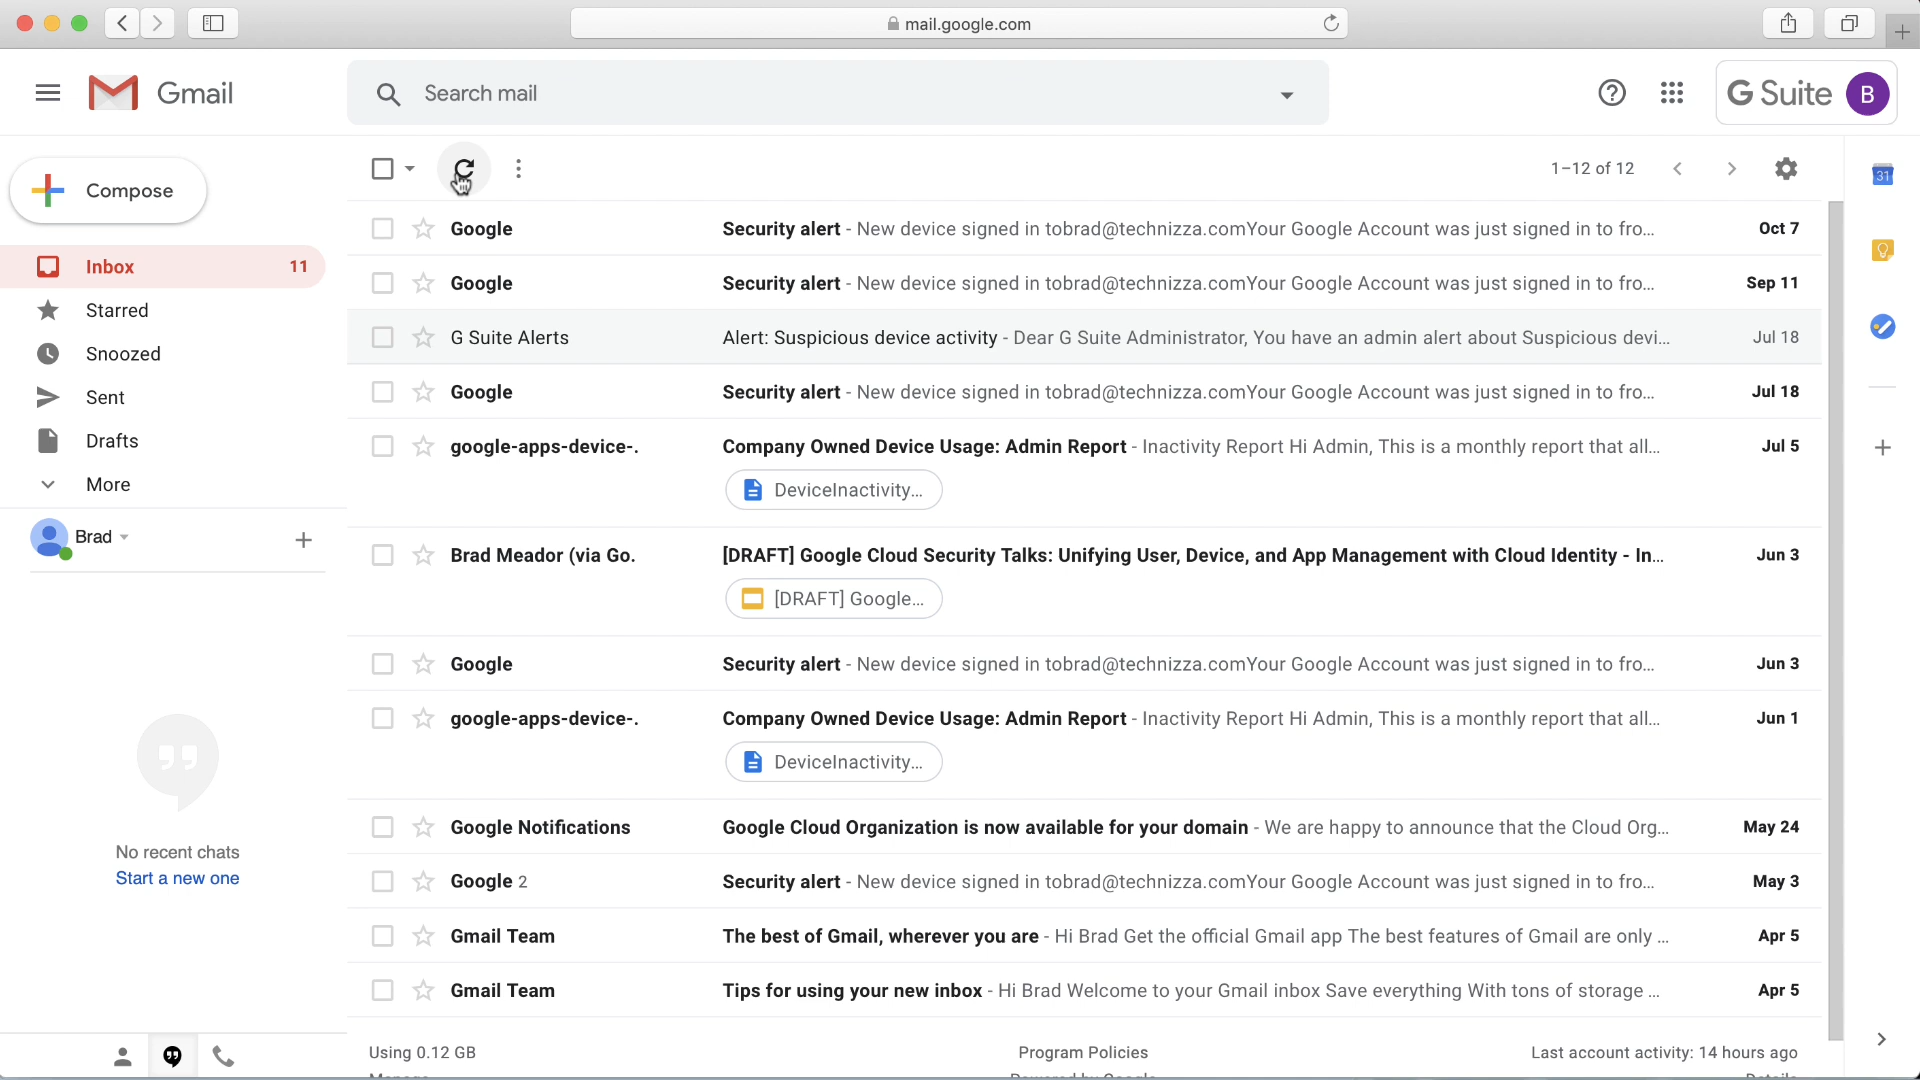 mail.google.com
Gmail
Search mail
G Suite
B
Compose
1–12 of 12
31
Inbox 11
Starred
Snoozed
Sent
Drafts
More
Brad
No recent chats
Start a new one
Google Security alert - New device signed in tobrad@technizza.comYour Google Account was just signed in to fro... Oct 7
Google Security alert - New device signed in tobrad@technizza.comYour Google Account was just signed in to fro... Sep 11
G Suite Alerts Alert: Suspicious device activity - Dear G Suite Administrator, You have an admin alert about Suspicious devi... Jul 18
Google Security alert - New device signed in tobrad@technizza.comYour Google Account was just signed in to fro... Jul 18
google-apps-device-. Company Owned Device Usage: Admin Report - Inactivity Report Hi Admin, This is a monthly report that all... Jul 5
DeviceInactivity...
Brad Meador (via Go. [DRAFT] Google Cloud Security Talks: Unifying User, Device, and App Management with Cloud Identity - In... Jun 3
[DRAFT] Google...
Google Security alert - New device signed in tobrad@technizza.comYour Google Account was just signed in to fro... Jun 3
google-apps-device-. Company Owned Device Usage: Admin Report - Inactivity Report Hi Admin, This is a monthly report that all... Jun 1
DeviceInactivity...
Google Notifications Google Cloud Organization is now available for your domain - We are happy to announce that the Cloud Org... May 24
Google 2 Security alert - New device signed in tobrad@technizza.comYour Google Account was just signed in to fro... May 3
Gmail Team The best of Gmail, wherever you are - Hi Brad Get the official Gmail app The best features of Gmail are only ... Apr 5
Gmail Team Tips for using your new inbox - Hi Brad Welcome to your Gmail inbox Save everything With tons of storage ... Apr 5
Using 0.12 GB Program Policies Last account activity: 14 hours ago